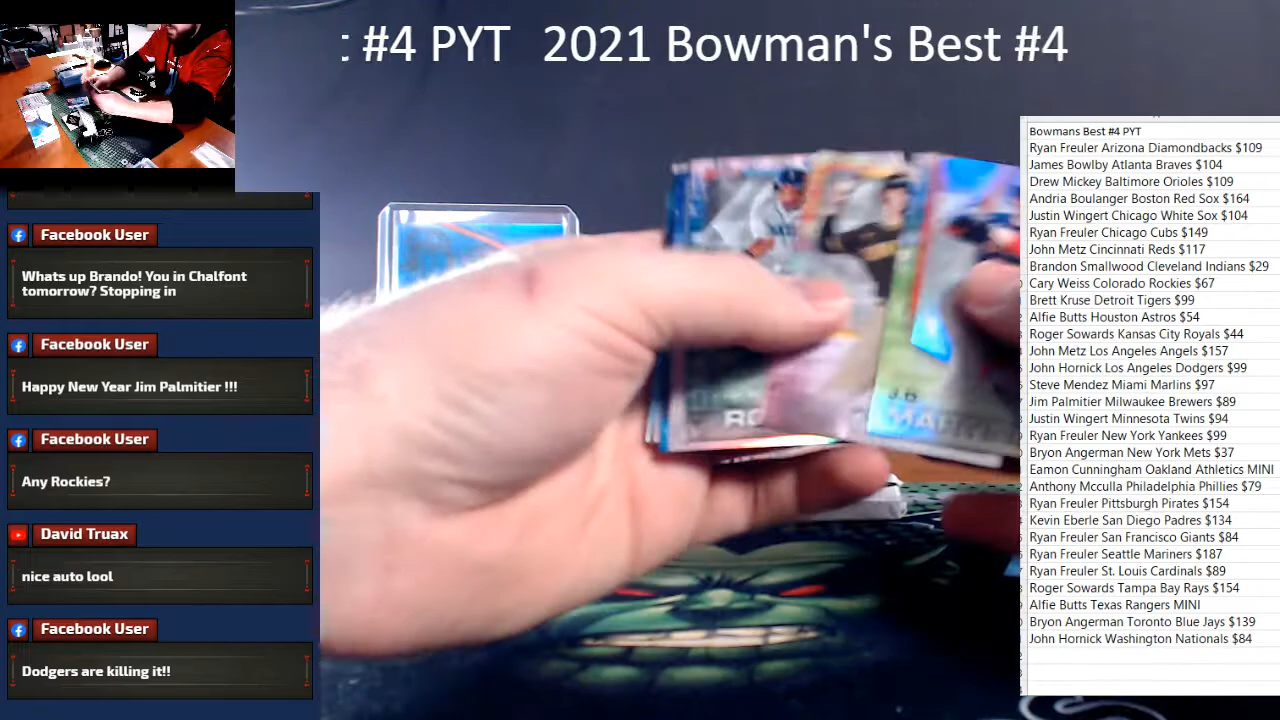 : #4 PYT 2021 Bowman's Best #4
Facebook User
Whats up Brando! You in Chalfont
tomorrow? Stopping in
Facebook User
Happy New Year Jim Palmitier !!!
Facebook User
Any Rockies?
David Truax
nice auto lool
Facebook User
Dodgers are killing it!!
J.D.
Bowmans Best #4 PYT
Ryan Freuler Arizona Diamondbacks $109
James Bowlby Atlanta Braves $104
Drew Mickey Baltimore Orioles $109
Andria Boulanger Boston Red Sox $164
Justin Wingert Chicago White Sox $104
Ryan Freuler Chicago Cubs $149
John Metz Cincinnati Reds $117
Brandon Smallwood Cleveland Indians $29
Cary Weiss Colorado Rockies $67
Brett Kruse Detroit Tigers $99
Alfie Butts Houston Astros $54
Roger Sowards Kansas City Royals $44
John Metz Los Angeles Angels $157
John Hornick Los Angeles Dodgers $99
Steve Mendez Miami Marlins $97
Jim Palmitier Milwaukee Brewers $89
Justin Wingert Minnesota Twins $94
Ryan Freuler New York Yankees $99
Bryon Angerman New York Mets $37
Eamon Cunningham Oakland Athletics MINI
Anthony Mcculla Philadelphia Phillies $79
Ryan Freuler Pittsburgh Pirates $154
Kevin Eberle San Diego Padres $134
Ryan Freuler San Francisco Giants $84
Ryan Freuler Seattle Mariners $187
Ryan Freuler St. Louis Cardinals $89
Roger Sowards Tampa Bay Rays $154
Alfie Butts Texas Rangers MINI
Bryon Angerman Toronto Blue Jays $139
John Hornick Washington Nationals $84